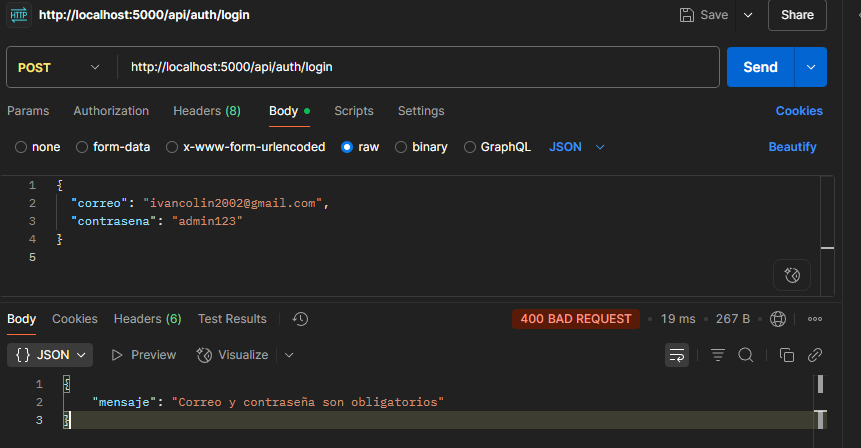 HTTP http://localhost:5000/api/auth/login Save Share
POST http://localhost:5000/api/auth/login Send
Params Authorization Headers (8) Body Scripts Settings Cookies
none form-data x-www-form-urlencoded raw binary GraphQL JSON Beautify
1 {
2 "correo": "ivancolin2002@gmail.com",
3 "contrasena": "admin123"
4 }
5
Body Cookies Headers (6) Test Results 400 BAD REQUEST • 19 ms • 267 B
{} JSON Preview Visualize
1 {
2 "mensaje": "Correo y contraseña son obligatorios"
3 }